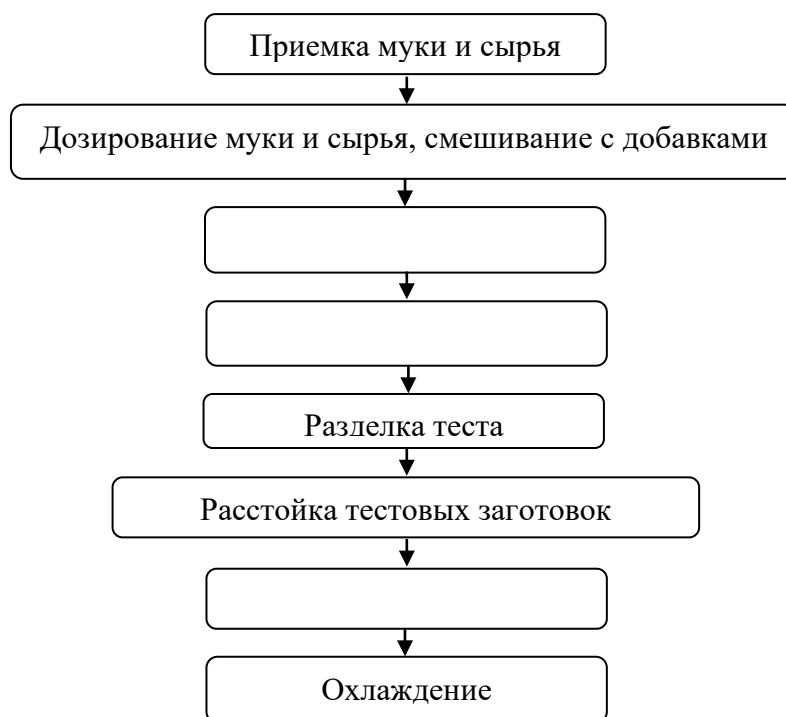 Приемка муки и сырья
Дозирование муки и сырья, смешивание с добавками
Разделка теста
Расстойка тестовых заготовок
Охлаждение